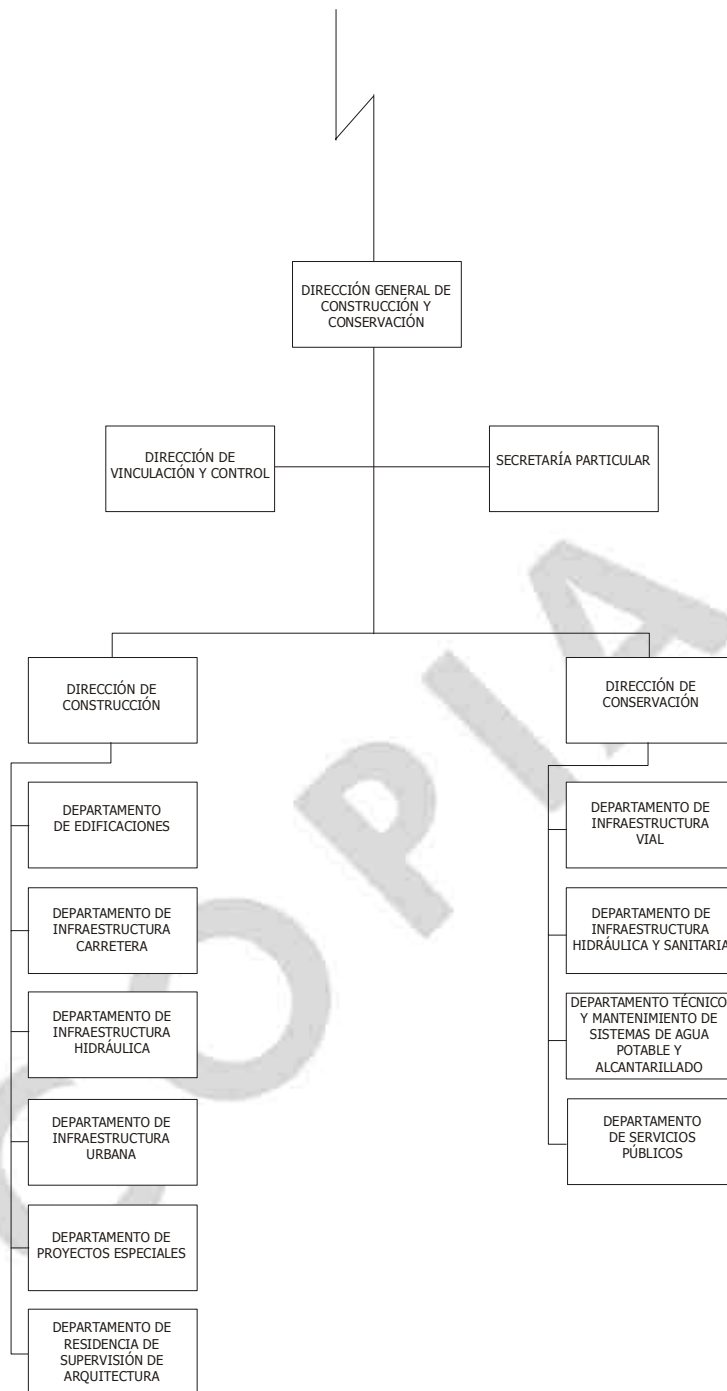 DIRECCIÓN GENERAL DE
CONSTRUCCIÓN Y
CONSERVACIÓN
DIRECCIÓN DE
VINCULACIÓN Y CONTROL
SECRETARÍA PARTICULAR
DIRECCIÓN DE
CONSTRUCCIÓN
DEPARTAMENTO
DE EDIFICACIONES
DEPARTAMENTO DE
INFRAESTRUCTURA
CARRETERA
DEPARTAMENTO DE
INFRAESTRUCTURA
HIDRÁULICA
DEPARTAMENTO DE
INFRAESTRUCTURA
URBANA
DEPARTAMENTO DE
PROYECTOS ESPECIALES
DEPARTAMENTO DE
RESIDENCIA DE
SUPERVISIÓN DE
ARQUITECTURA
DIRECCIÓN DE
CONSERVACIÓN
DEPARTAMENTO DE
INFRAESTRUCTURA
VIAL
DEPARTAMENTO DE
INFRAESTRUCTURA
HIDRÁULICA Y SANITARIA
DEPARTAMENTO TÉCNICO
Y MANTENIMIENTO DE
SISTEMAS DE AGUA
POTABLE Y
ALCANTARILLADO
DEPARTAMENTO
DE SERVICIOS
PÚBLICOS
COPIA